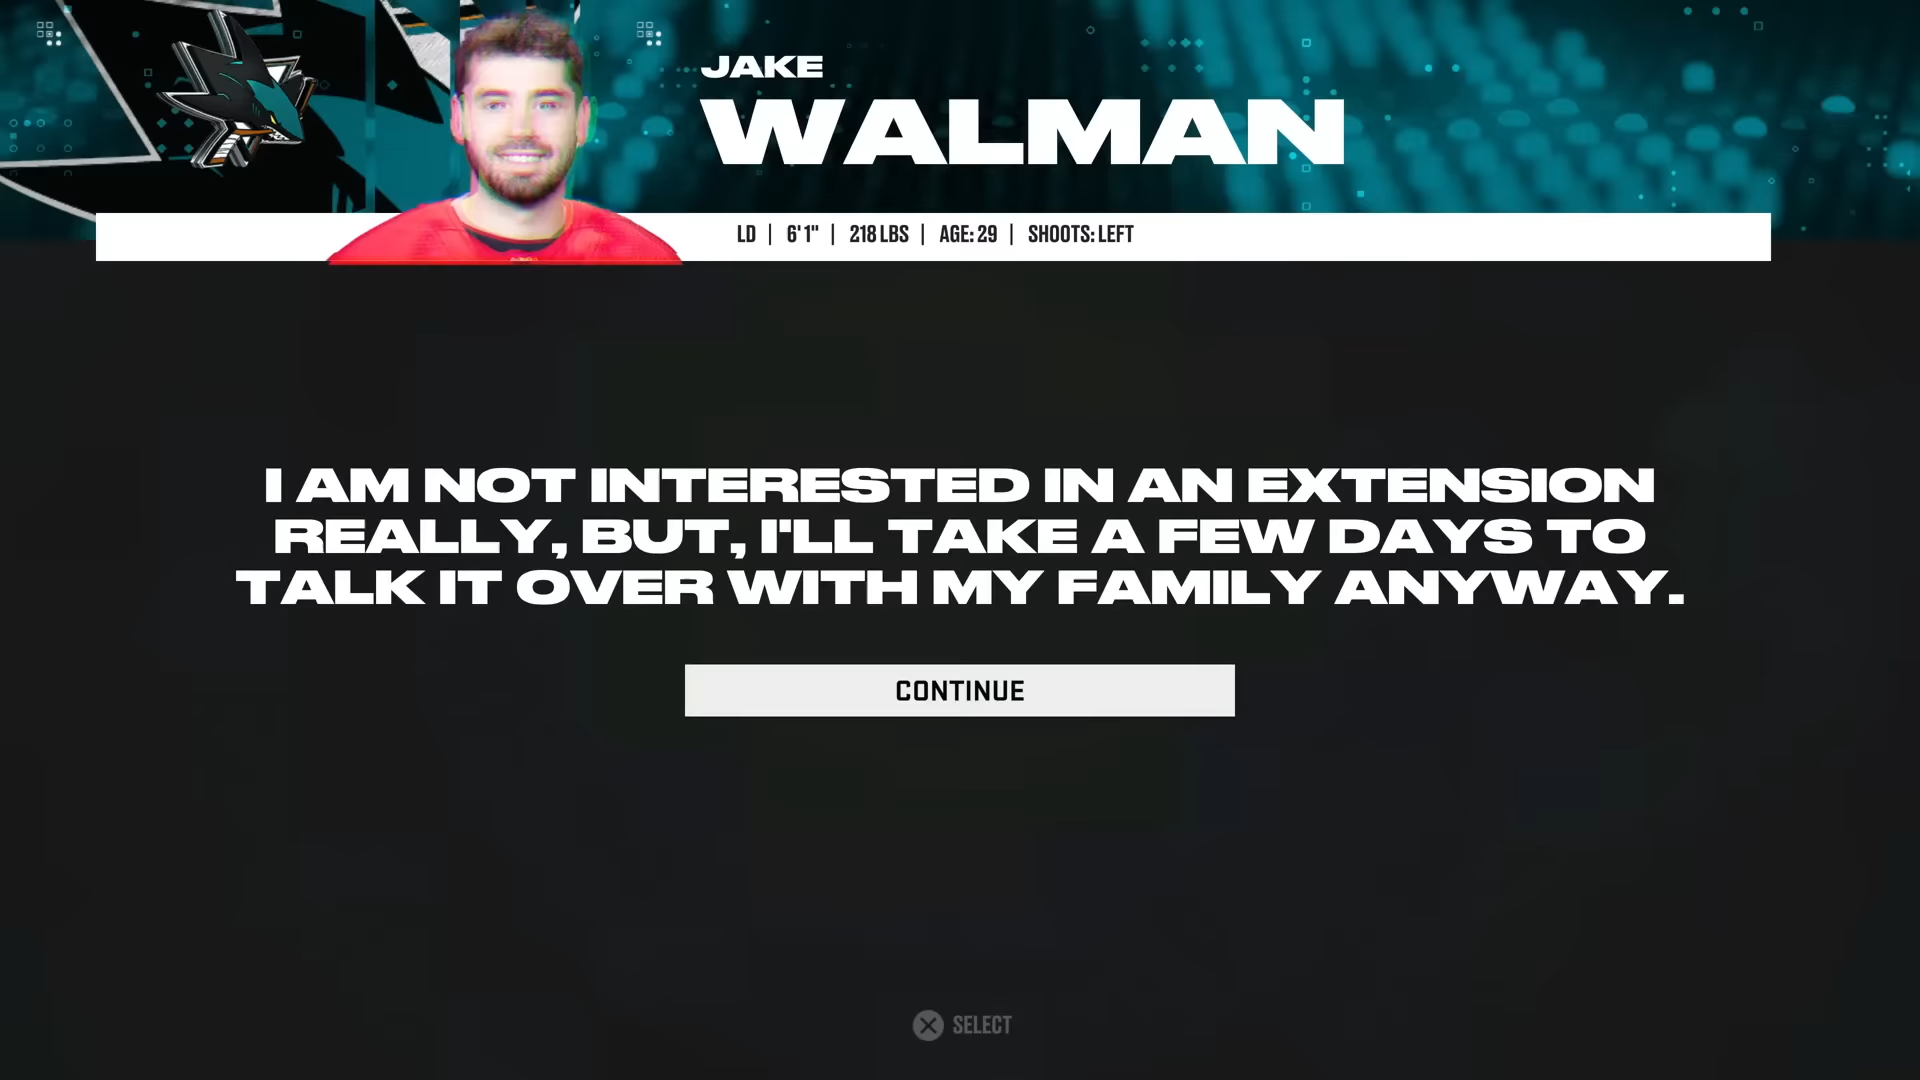 JAKE
WALMAN
LD | 6'1" | 218 LBS | AGE: 29 | SHOOTS: LEFT
I AM NOT INTERESTED IN AN EXTENSION
REALLY, BUT, I'LL TAKE A FEW DAYS TO
TALK IT OVER WITH MY FAMILY ANYWAY.
CONTINUE
SELECT